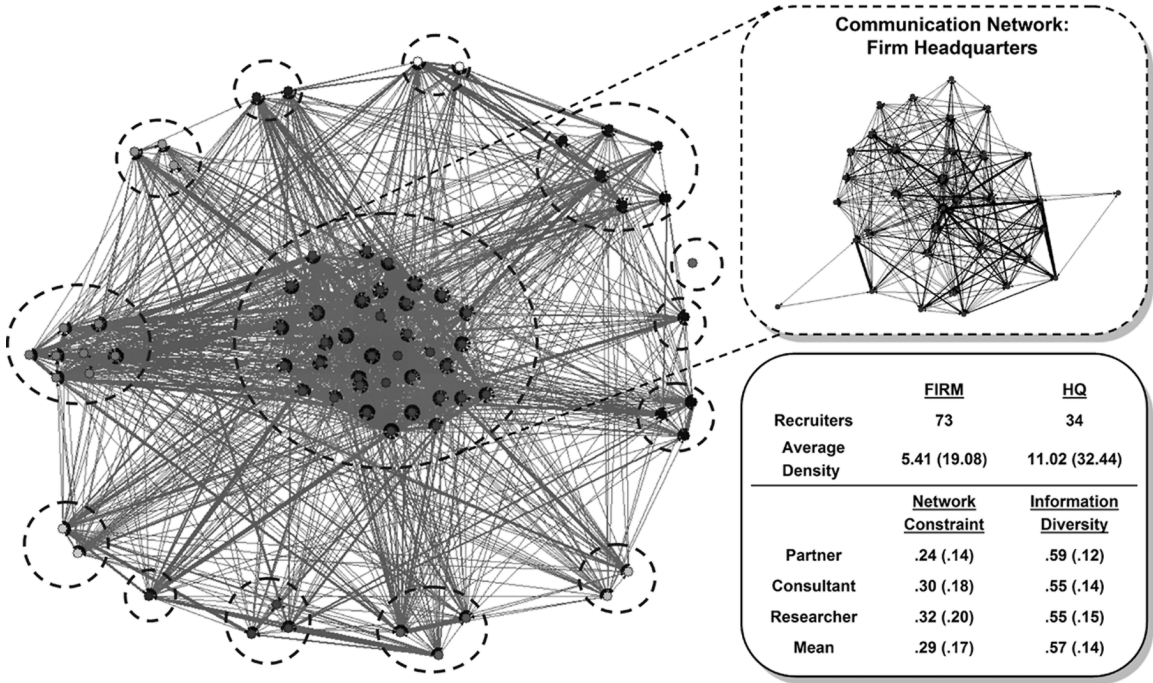 Communication Network:
Firm Headquarters
FIRM HQ
Recruiters 73 34
Average
Density 5.41 (19.08) 11.02 (32.44)
Network Information
Constraint Diversity
Partner .24 (.14) .59 (.12)
Consultant .30 (.18) .55 (.14)
Researcher .32 (.20) .55 (.15)
Mean .29 (.17) .57 (.14)